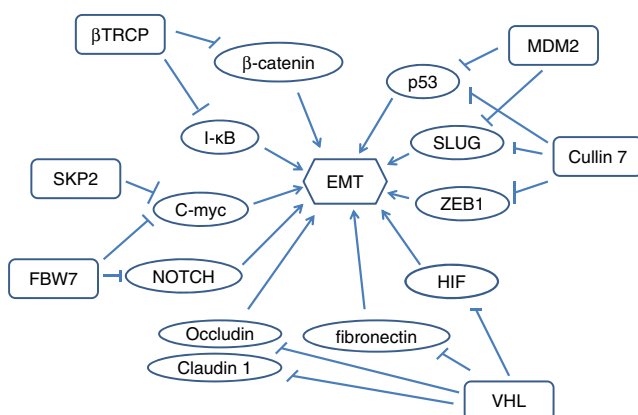 βTRCP
MDM2
β-catenin
p53
I-κB
SLUG
Cullin 7
SKP2
EMT
C-myc
ZEB1
FBW7
NOTCH
HIF
Occludin
fibronectin
Claudin 1
VHL